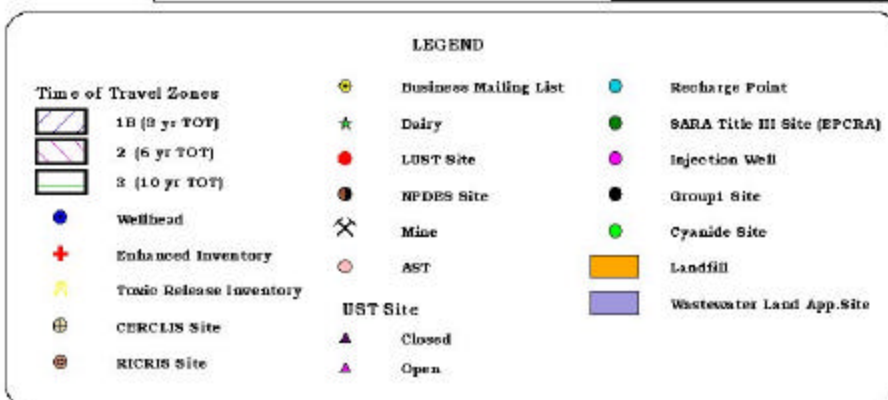 LEGEND
Time of Travel Zones
1B (3 yr TOT)
2 (6 yr TOT)
3 (10 yr TOT)
Wellhead
Enhanced Inventory
Toxic Release Inventory
CERCLIS Site
RICRIS Site
Business Mailing List
Dairy
LUST Site
NPDES Site
Mine
AST
UST Site
Closed
Open
Recharge Point
SARA Title III Site (EPCRA)
Injection Well
Group1 Site
Cyanide Site
Landfill
Wastewater Land App.Site